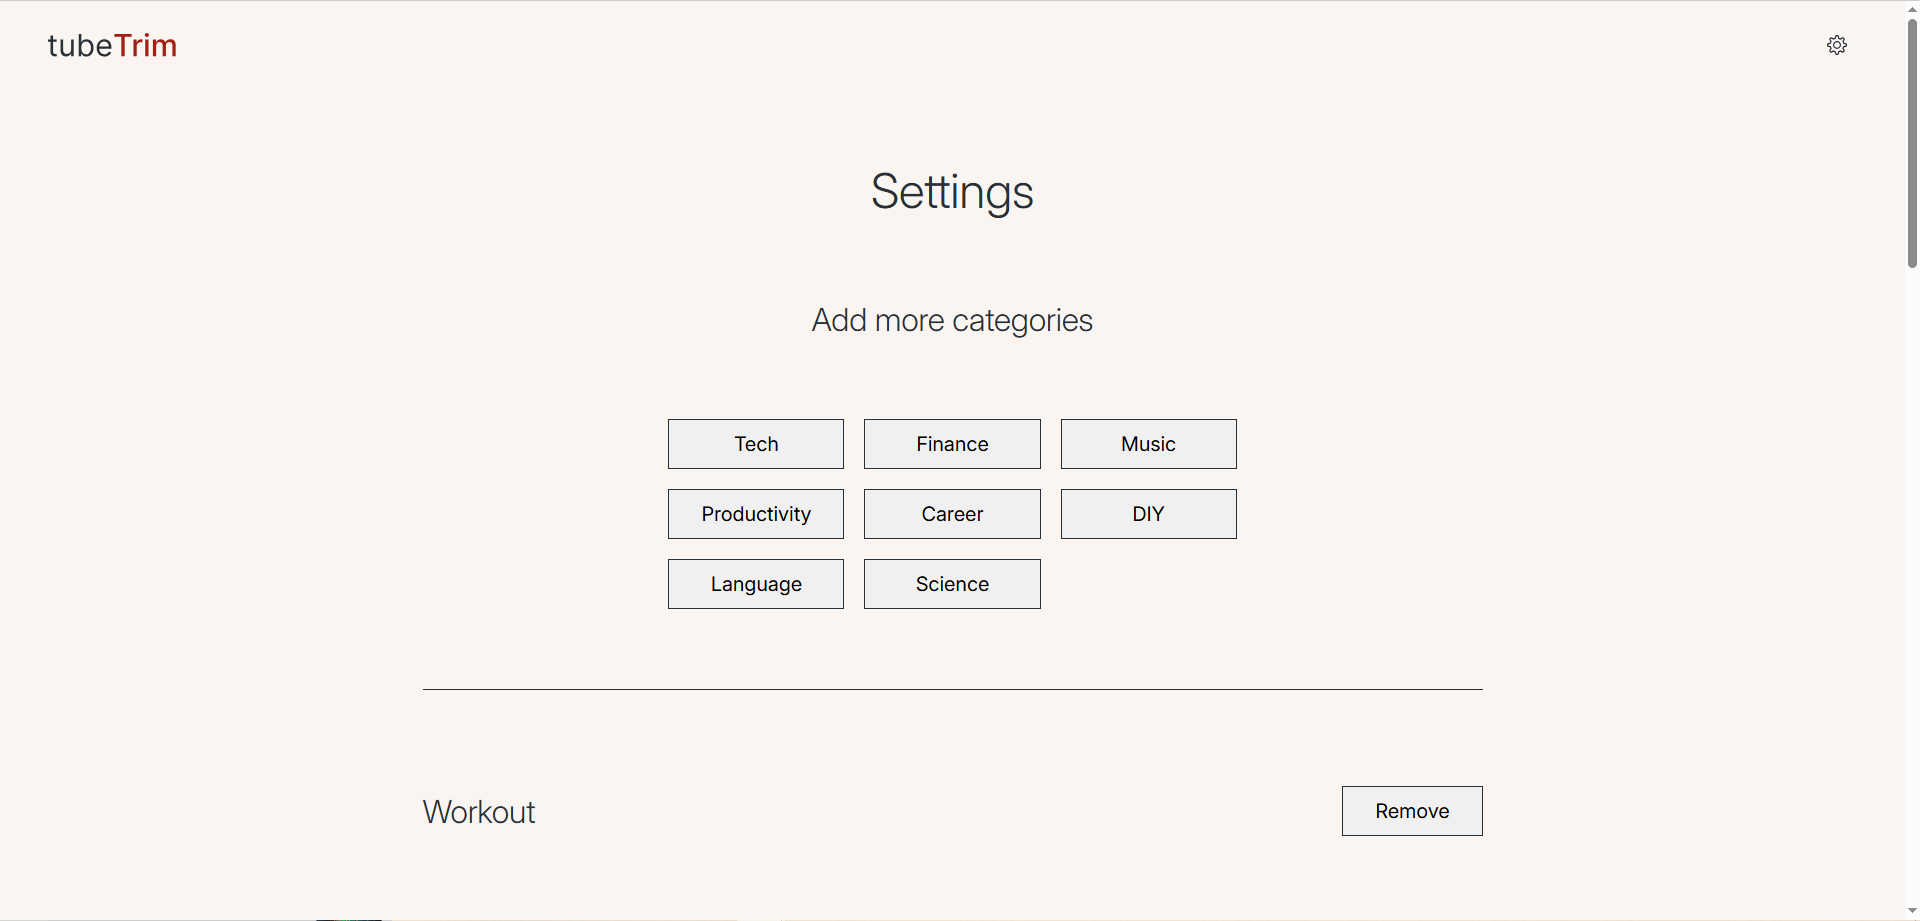 tubeTrim
Settings
Add more categories
Tech Finance Music
Productivity Career DIY
Language Science
Workout Remove